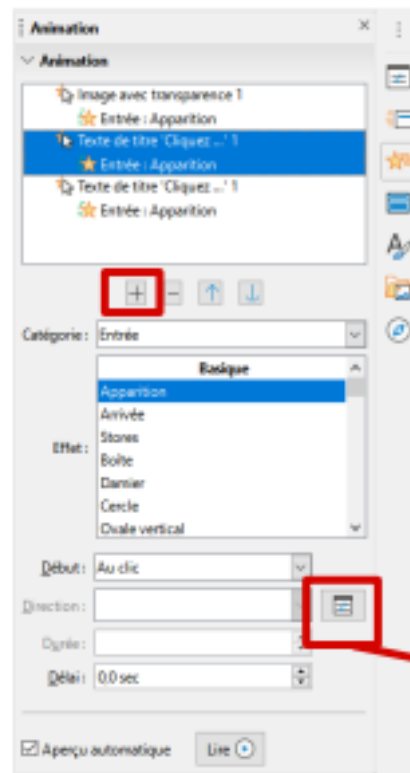 Animation
Animation
Image avec transparence 1
Entrée : Apparition
Texte de titre 'Cliquez ...' 1
Entrée : Apparition
Texte de titre 'Cliquez ...' 1
Entrée : Apparition
Catégorie : Entrée
Basique
Apparition
Arrivée
Effet : Stores
Boîte
Damier
Cercle
Ovale vertical
Début : Au clic
Direction :
Durée :
Délai : 0,0 sec
Aperçu automatique Lire